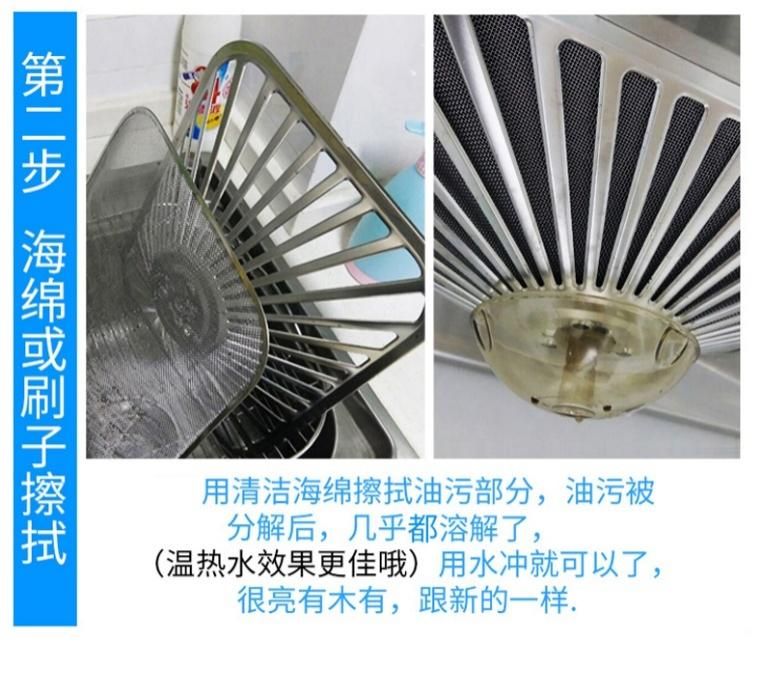 第二步 海绵或刷子擦拭
用清洁海绵擦拭油污部分，油污被
分解后，几乎都溶解了，
（温热水效果更佳哦）用水冲就可以了，
很亮有木有，跟新的一样.